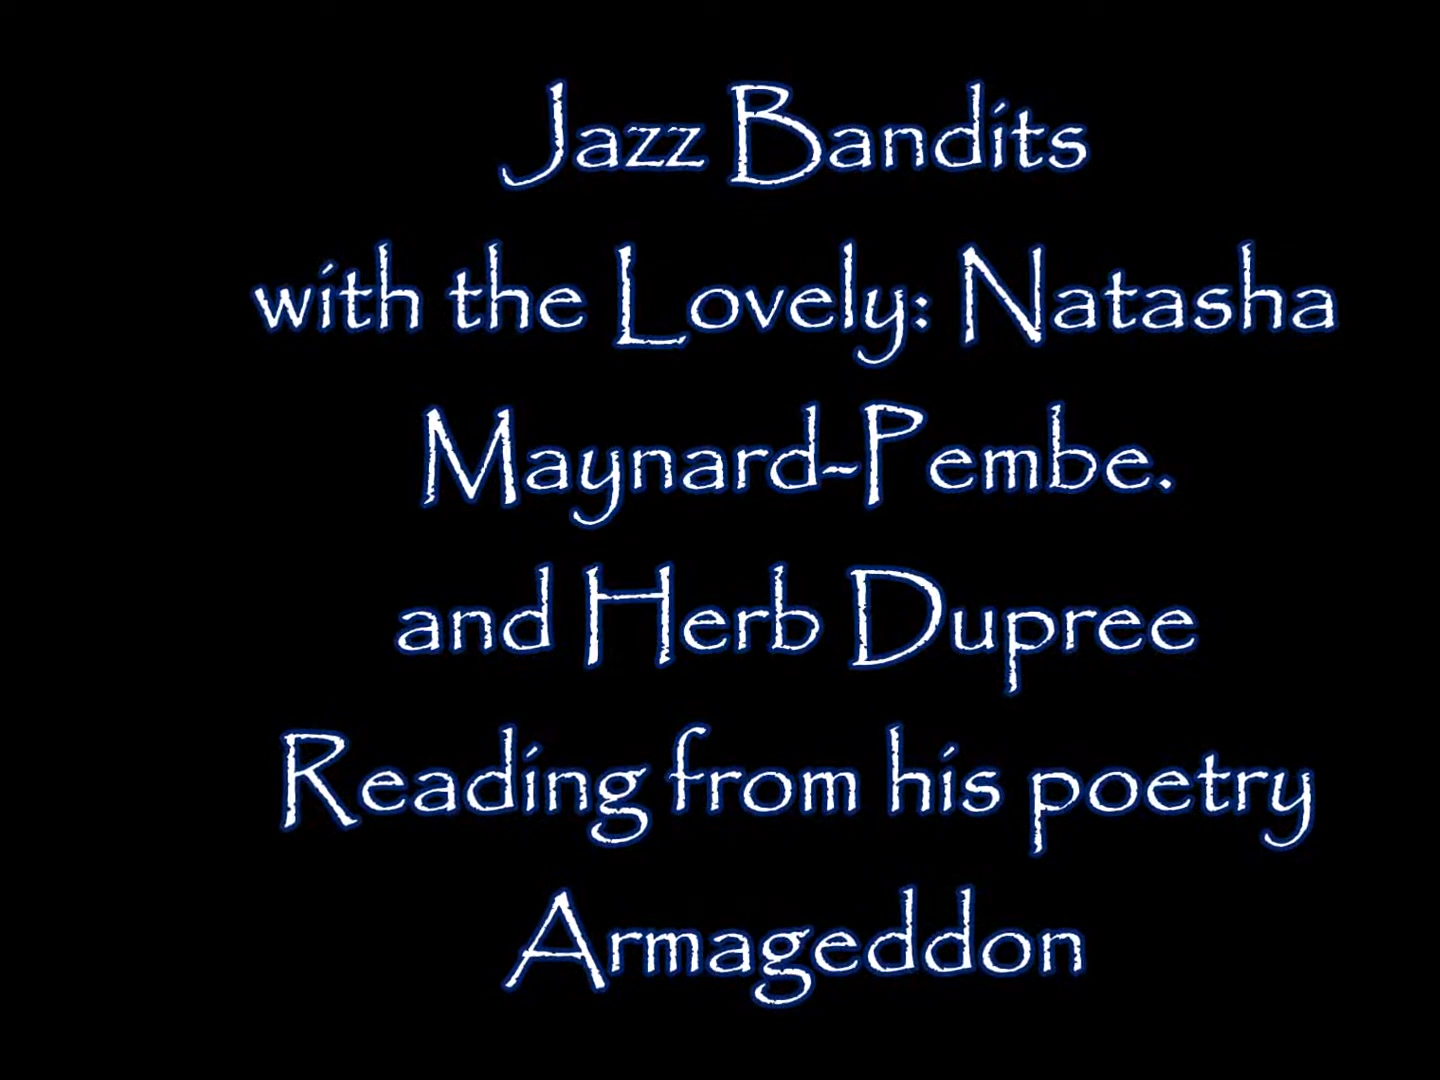 Jazz Bandits
with the Lovely: Natasha
Maynard-Pembe.
and Herb Dupree
Reading from his poetry
Armageddon